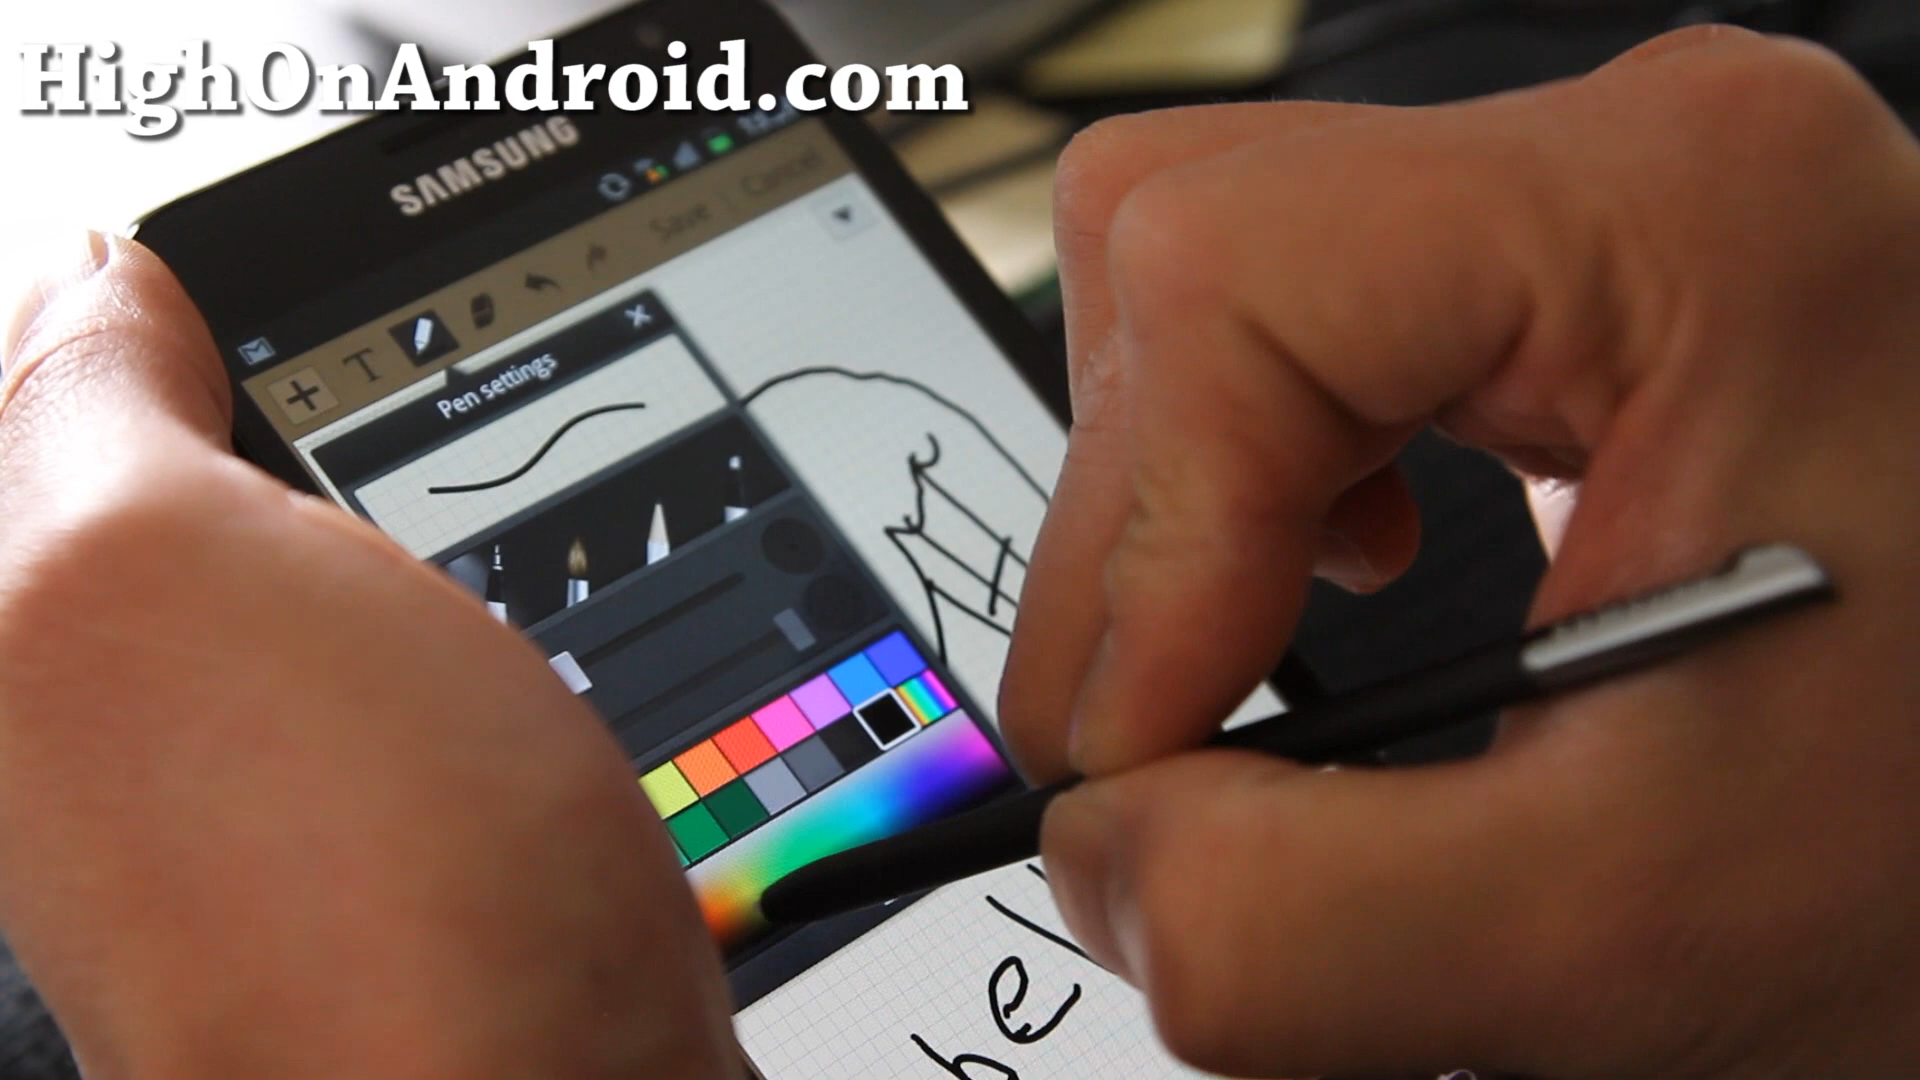 HighOnAndroid.com
SAMSUNG
Save | Cancel
T
Pen settings